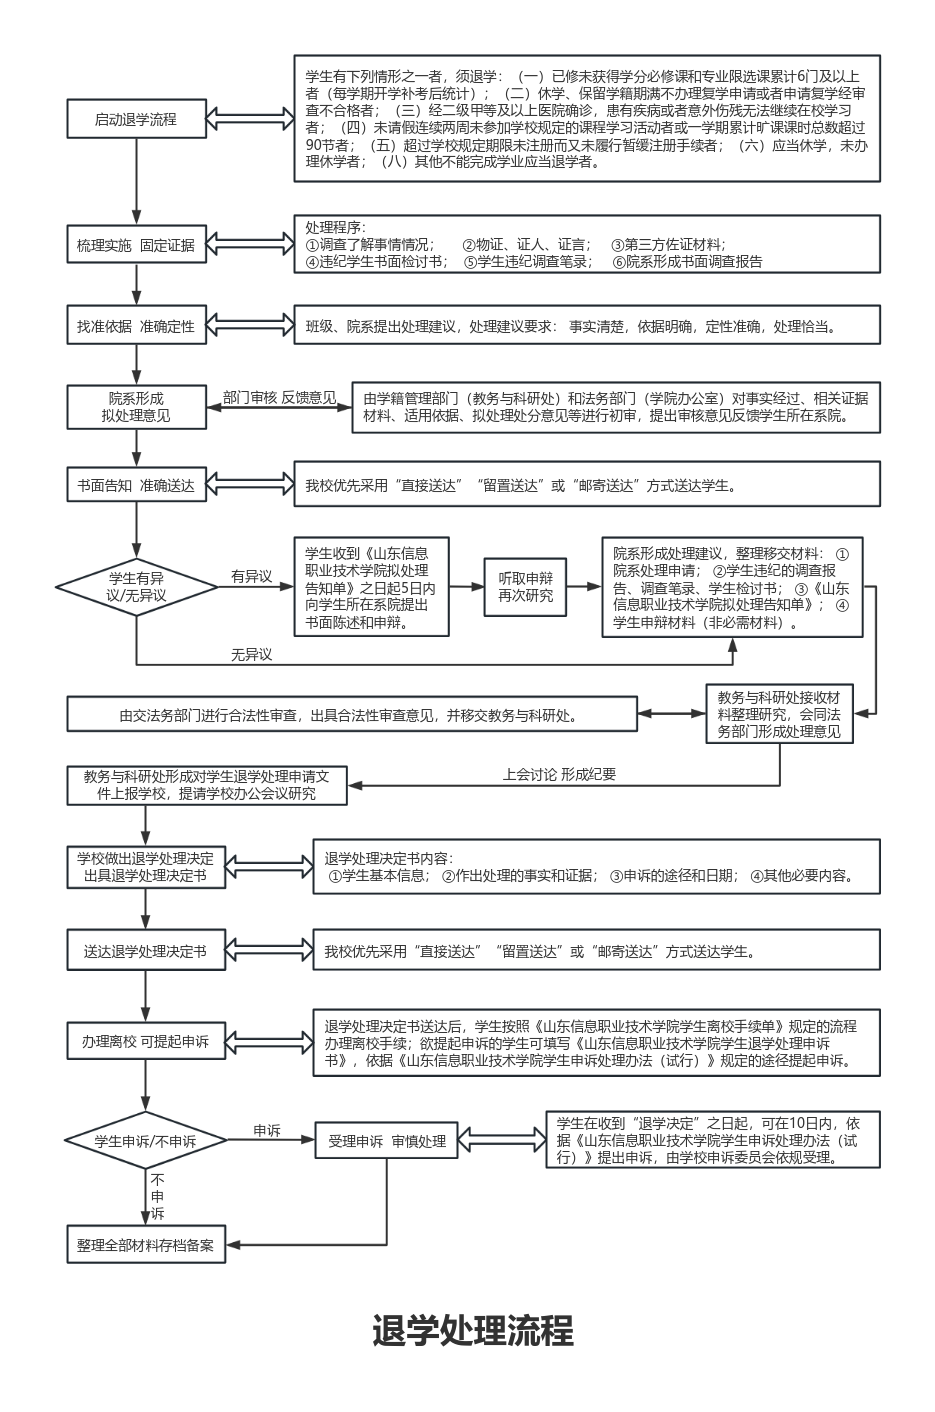 学生有下列情形之一者，须退学：（一）已修未获得学分必修课和专业限选课累计6门及以上
者（每学期开学补考后统计）；（二）休学、保留学籍期满不办理复学申请或者申请复学经审
查不合格者；（三）经二级甲等及以上医院确诊，患有疾病或者意外伤残无法继续在校学习
者；（四）未请假连续两周未参加学校规定的课程学习活动者或一学期累计旷课课时总数超过
90节者；（五）超过学校规定期限未注册而又未履行暂缓注册手续者；（六）应当休学，未办
理休学者；（八）其他不能完成学业应当退学者。
启动退学流程
处理程序：
①调查了解事情情况； ②物证、证人、证言； ③第三方佐证材料；
④违纪学生书面检讨书； ⑤学生违纪调查笔录； ⑥院系形成书面调查报告
梳理实施 固定证据
找准依据 准确定性
班级、院系提出处理建议，处理建议要求： 事实清楚，依据明确，定性准确，处理恰当。
院系形成
拟处理意见
部门审核 反馈意见
由学籍管理部门（教务与科研处）和法务部门（学院办公室）对事实经过、相关证据
材料、适用依据、拟处理处分意见等进行初审，提出审核意见反馈学生所在系院。
书面告知 准确送达
我校优先采用“直接送达”“留置送达”或“邮寄送达”方式送达学生。
学生有异
议/无异议
有异议
学生收到《山东信息
职业技术学院拟处理
告知单》之日起5日内
向学生所在系院提出
书面陈述和申辩。
听取申辩
再次研究
院系形成处理建议，整理移交材料： ①
院系处理申请； ②学生违纪的调查报
告、调查笔录、学生检讨书； ③《山东
信息职业技术学院拟处理告知单》； ④
学生申辩材料（非必需材料）。
无异议
教务与科研处接收材
料整理研究，会同法
务部门形成处理意见
由交法务部门进行合法性审查，出具合法性审查意见，并移交教务与科研处。
上会讨论 形成纪要
教务与科研处形成对学生退学处理申请文
件上报学校，提请学校办公会议研究
学校做出退学处理决定
出具退学处理决定书
退学处理决定书内容：
①学生基本信息； ②作出处理的事实和证据； ③申诉的途径和日期； ④其他必要内容。
送达退学处理决定书
我校优先采用“直接送达”“留置送达”或“邮寄送达”方式送达学生。
办理离校 可提起申诉
退学处理决定书送达后，学生按照《山东信息职业技术学院学生离校手续单》规定的流程
办理离校手续；欲提起申诉的学生可填写《山东信息职业技术学院学生退学处理申诉
书》，依据《山东信息职业技术学院学生申诉处理办法（试行）》规定的途径提起申诉。
学生申诉/不申诉
申诉
受理申诉 审慎处理
学生在收到“退学决定”之日起，可在10日内，依
据《山东信息职业技术学院学生申诉处理办法（试
行）》提出申诉，由学校申诉委员会依规受理。
不
申
诉
整理全部材料存档备案
退学处理流程